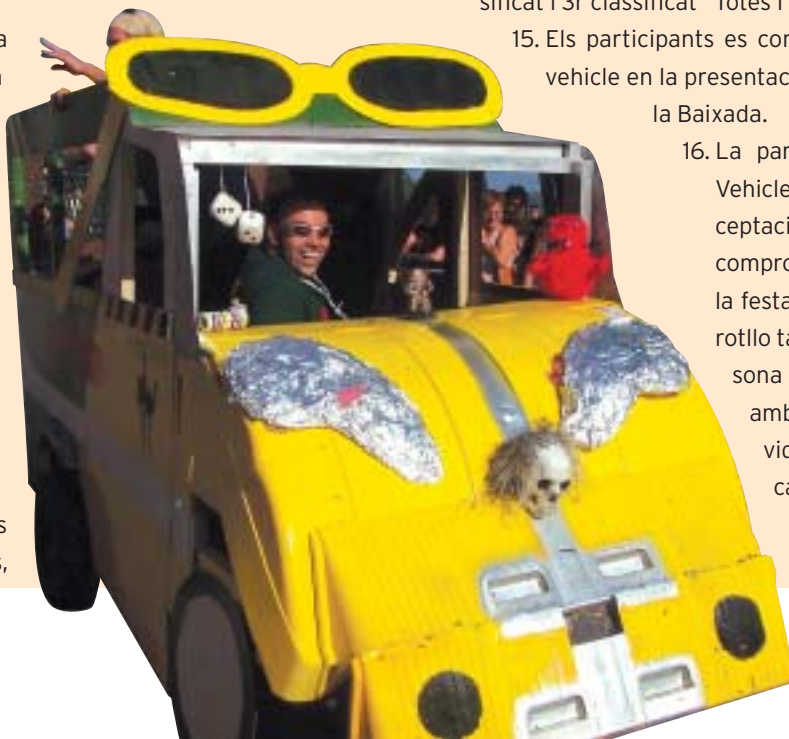 a
sificat i 3r classificat Totes i
15. Els participants es com
vehicle en la presentac
la Baixada.
16. La par
Vehicle
ceptaci
compro
la festa
rotllo ta
sona
amb
vid
ca
s
s,